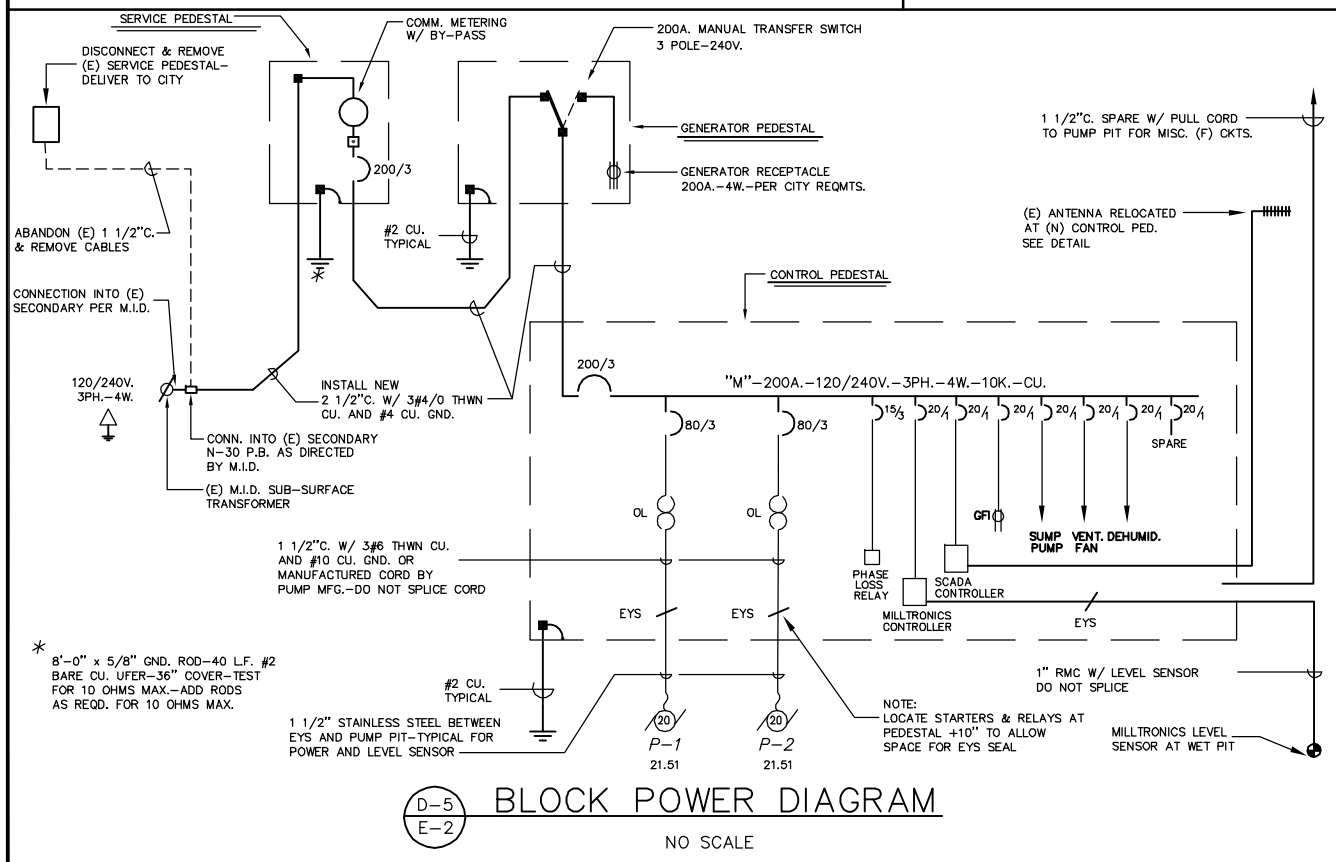 SERVICE PEDESTAL
DISCONNECT & REMOVE
(E) SERVICE PEDESTAL-
DELIVER TO CITY
COMM. METERING
W/ BY-PASS
200A. MANUAL TRANSFER SWITCH
3 POLE-240V.
GENERATOR PEDESTAL
GENERATOR RECEPTACLE
200A.-4W.-PER CITY REQMTS.
1 1/2"C. SPARE W/ PULL CORD
TO PUMP PIT FOR MISC. (F) CKTS.
(E) ANTENNA RELOCATED
AT (N) CONTROL PED.
SEE DETAIL
200/3
#2 CU.
TYPICAL
*
ABANDON (E) 1 1/2"C.
& REMOVE CABLES
CONNECTION INTO (E)
SECONDARY PER M.I.D.
120/240V.
3PH.-4W.
INSTALL NEW
2 1/2"C. W/ 3#4/0 THWN
CU. AND #4 CU. GND.
CONN. INTO (E) SECONDARY
N-30 P.B. AS DIRECTED
BY M.I.D.
(E) M.I.D. SUB-SURFACE
TRANSFORMER
CONTROL PEDESTAL
200/3
"M"-200A.-120/240V.-3PH.-4W.-10K.-CU.
80/3
80/3
15/3
20/1
20/1
20/1
20/1
20/1
20/1
20/1
SPARE
OL
OL
GFI
SUMP
PUMP
VENT.
FAN
DEHUMID.
PHASE
LOSS
RELAY
MILLTRONICS
CONTROLLER
SCADA
CONTROLLER
EYS
EYS
EYS
1 1/2"C. W/ 3#6 THWN CU.
AND #10 CU. GND. OR
MANUFACTURED CORD BY
PUMP MFG.-DO NOT SPLICE CORD
*
8'-0" x 5/8" GND. ROD-40 L.F. #2
BARE CU. UFER-36" COVER-TEST
FOR 10 OHMS MAX.-ADD RODS
AS REQD. FOR 10 OHMS MAX.
#2 CU.
TYPICAL
1 1/2" STAINLESS STEEL BETWEEN
EYS AND PUMP PIT-TYPICAL FOR
POWER AND LEVEL SENSOR
20
P-1
21.51
20
P-2
21.51
NOTE:
LOCATE STARTERS & RELAYS AT
PEDESTAL +10" TO ALLOW
SPACE FOR EYS SEAL
1" RMC W/ LEVEL SENSOR
DO NOT SPLICE
MILLTRONICS LEVEL
SENSOR AT WET PIT
D-5
E-2
BLOCK POWER DIAGRAM
NO SCALE